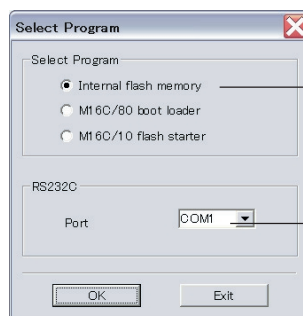 Select Program
Select Program
Internal flash memory
M16C/80 boot loader
M16C/10 flash starter
RS232C
Port
COM1
OK
Exit